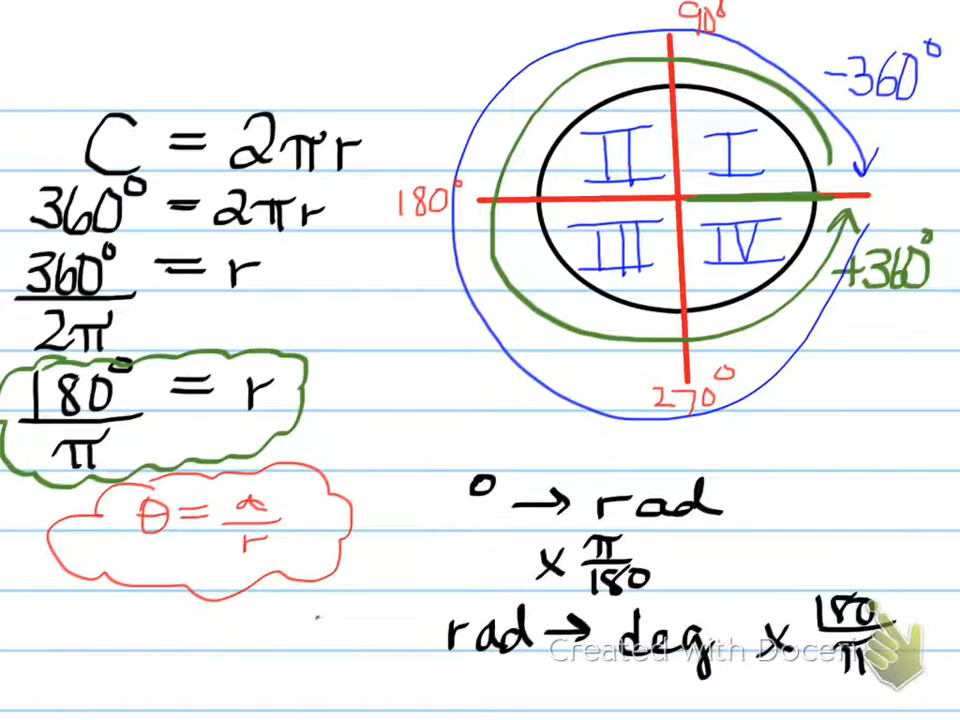 C = 2πr
360° = 2πr
360°/2π = r
180°/π = r
90°
-360°
II
I
180°
III
IV
+360°
270°
° → rad
× π/180
rad → deg × 180/π
Created with